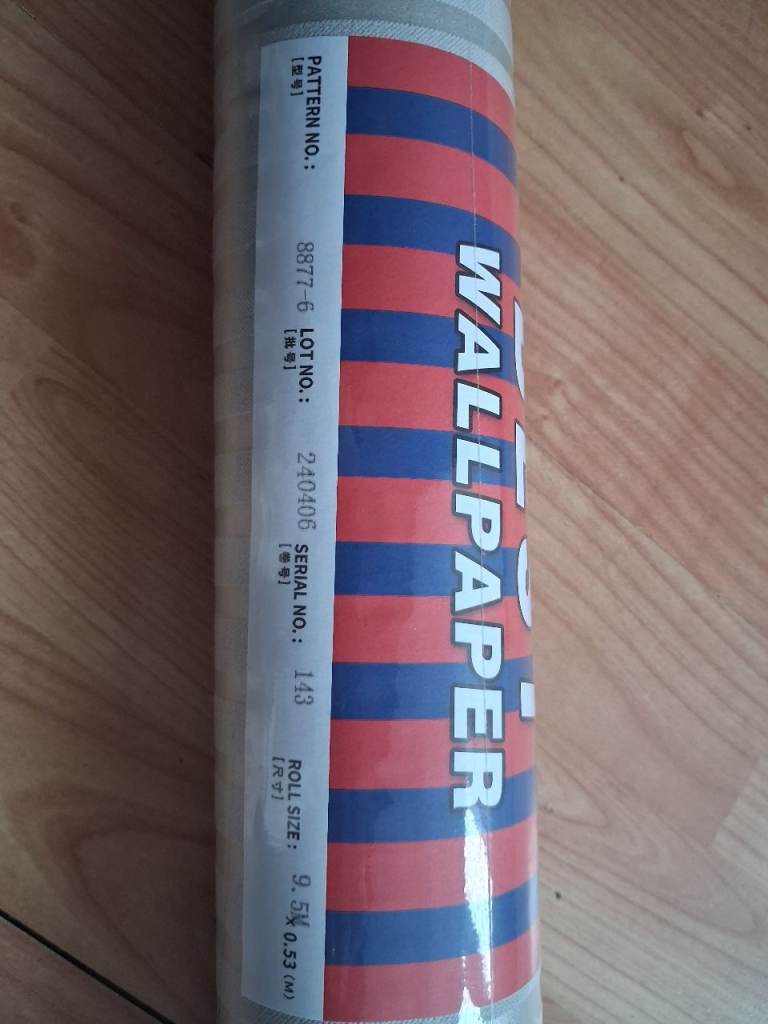 WALLPAPER
PATTERN NO.: 8877-6 LOT NO.: 240406 SERIAL NO.: 143 ROLL SIZE: 9.5M x 0.53 (M)
[型号] [批号] [卷号] [尺寸]